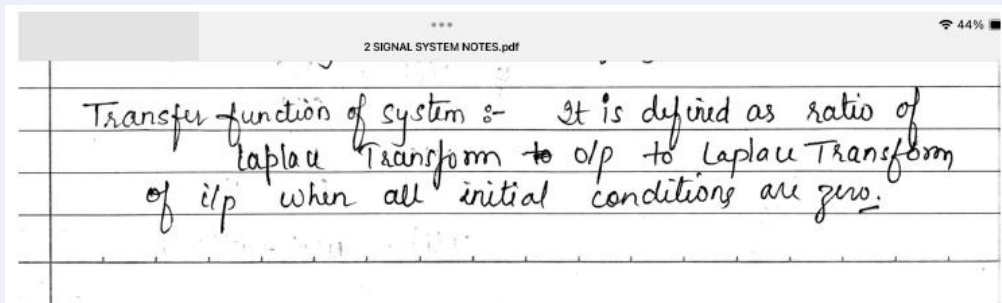 44%
2 SIGNAL SYSTEM NOTES.pdf
Transfer function of system :- It is defined as ratio of
Laplace Transform to o/p to Laplace Transform
of i/p when all initial conditions are zero.